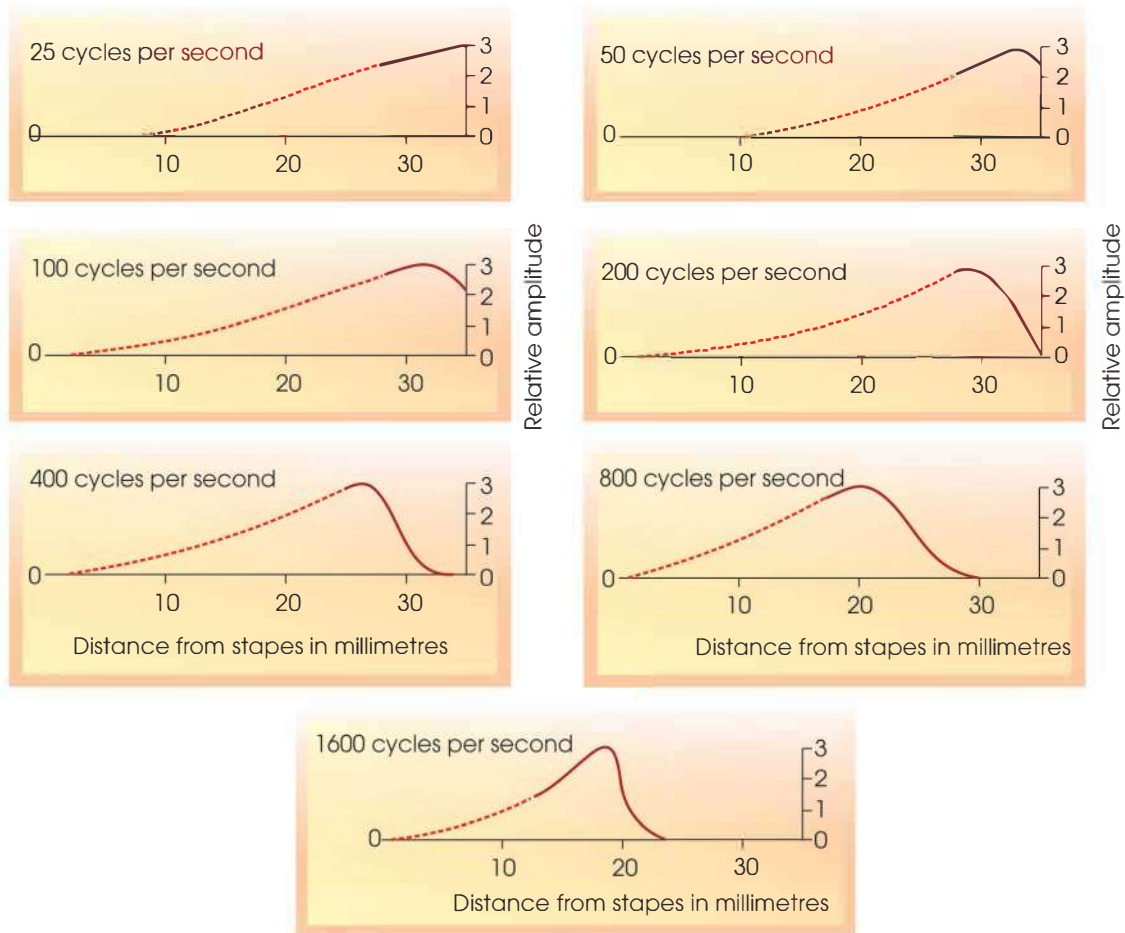 25 cycles per second
3
2
1
0
0
10 20 30
50 cycles per second
3
2
1
0
0
10 20 30
100 cycles per second
3
2
1
0
0
10 20 30
Relative amplitude
200 cycles per second
3
2
1
0
0
10 20 30
Relative amplitude
400 cycles per second
3
2
1
0
0
10 20 30
Distance from stapes in millimetres
800 cycles per second
3
2
1
0
0
10 20 30
Distance from stapes in millimetres
1600 cycles per second
3
2
1
0
0
10 20 30
Distance from stapes in millimetres